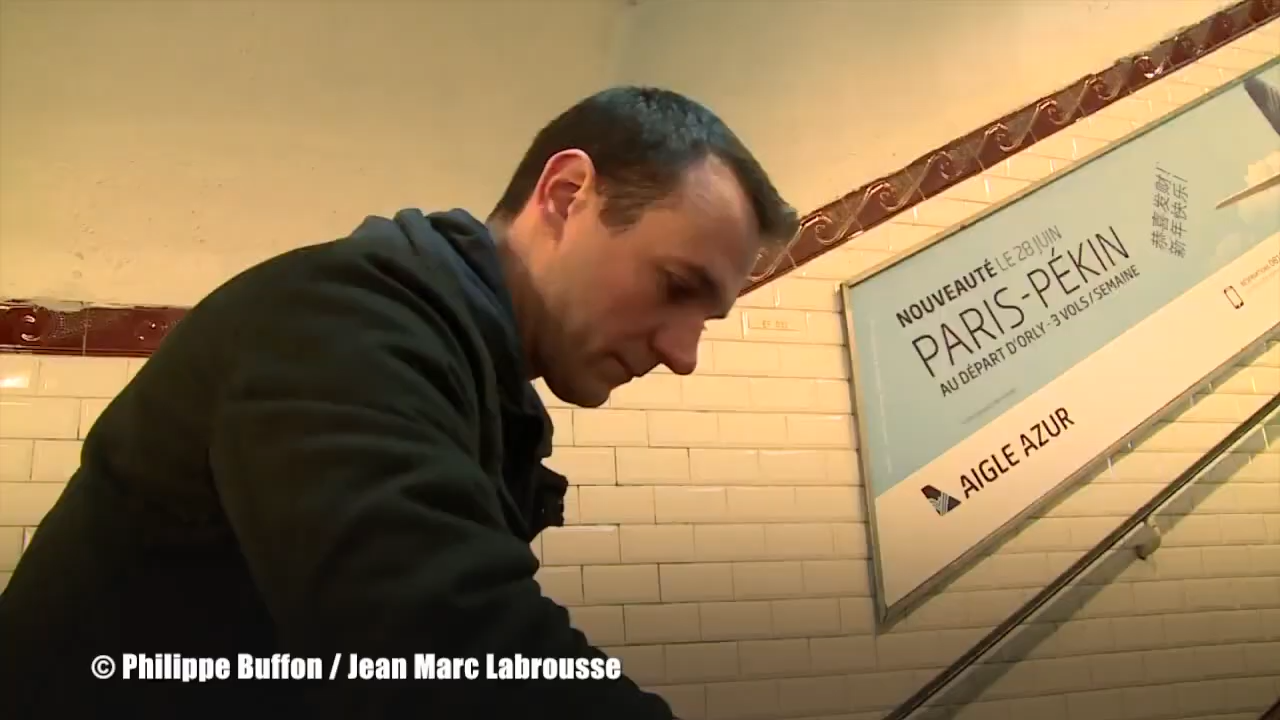 NOUVEAUTÉ LE 28 JUIN
PARIS-PÉKIN
AU DÉPART D'ORLY - 3 VOLS / SEMAINE
恭喜发财!
新年快乐!
AIGLE AZUR
© Philippe Buffon / Jean Marc Labrousse